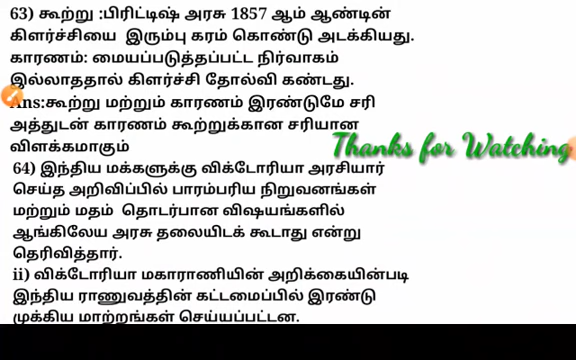 63) கூற்று :பிரிட்டிஷ் அரசு 1857 ஆம் ஆண்டின்
கிளர்ச்சியை இரும்பு கரம் கொண்டு அடக்கியது.
காரணம்: மையப்படுத்தப்பட்ட நிர்வாகம்
இல்லாததால் கிளர்ச்சி தோல்வி கண்டது.
Ans:கூற்று மற்றும் காரணம் இரண்டுமே சரி
அத்துடன் காரணம் கூற்றுக்கான சரியான
விளக்கமாகும்
Thanks for Watching
64) இந்திய மக்களுக்கு விக்டோரியா அரசியார்
செய்த அறிவிப்பில் பாரம்பரிய நிறுவனங்கள்
மற்றும் மதம் தொடர்பான விஷயங்களில்
ஆங்கிலேய அரசு தலையிடக் கூடாது என்று
தெரிவித்தார்.
ii) விக்டோரியா மகாராணியின் அறிக்கையின்படி
இந்திய ராணுவத்தின் கட்டமைப்பில் இரண்டு
முக்கிய மாற்றங்கள் செய்யப்பட்டன.